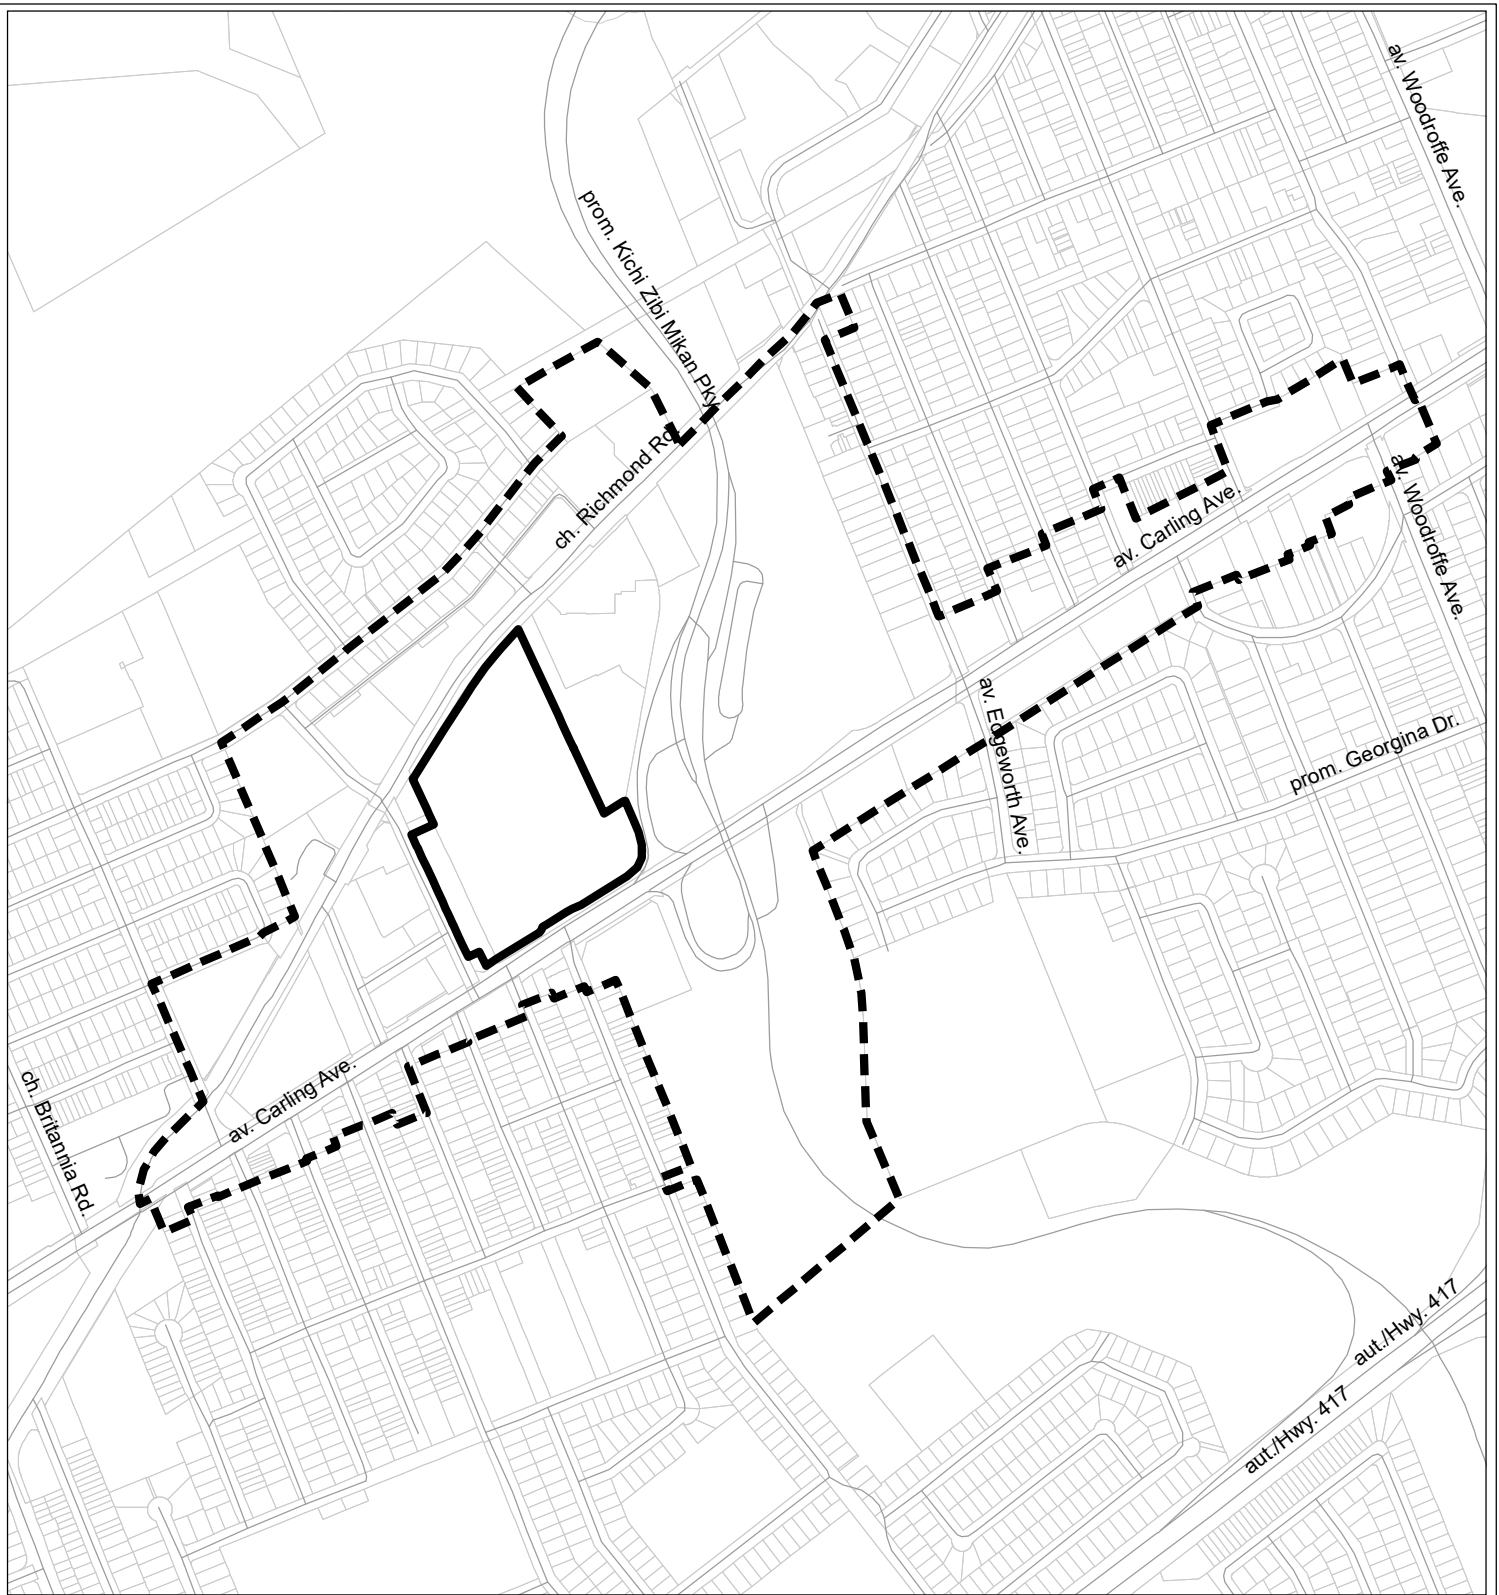 av. Woodroffe Ave.
prom. Kichi Zibi Mikan Pky.
ch. Richmond Rd.
av. Carling Ave.
av. Woodroffe Ave.
av. Edgeworth Ave.
prom. Georgina Dr.
ch. Britannia Rd.
av. Carling Ave.
aut./Hwy. 417
aut./Hwy. 417